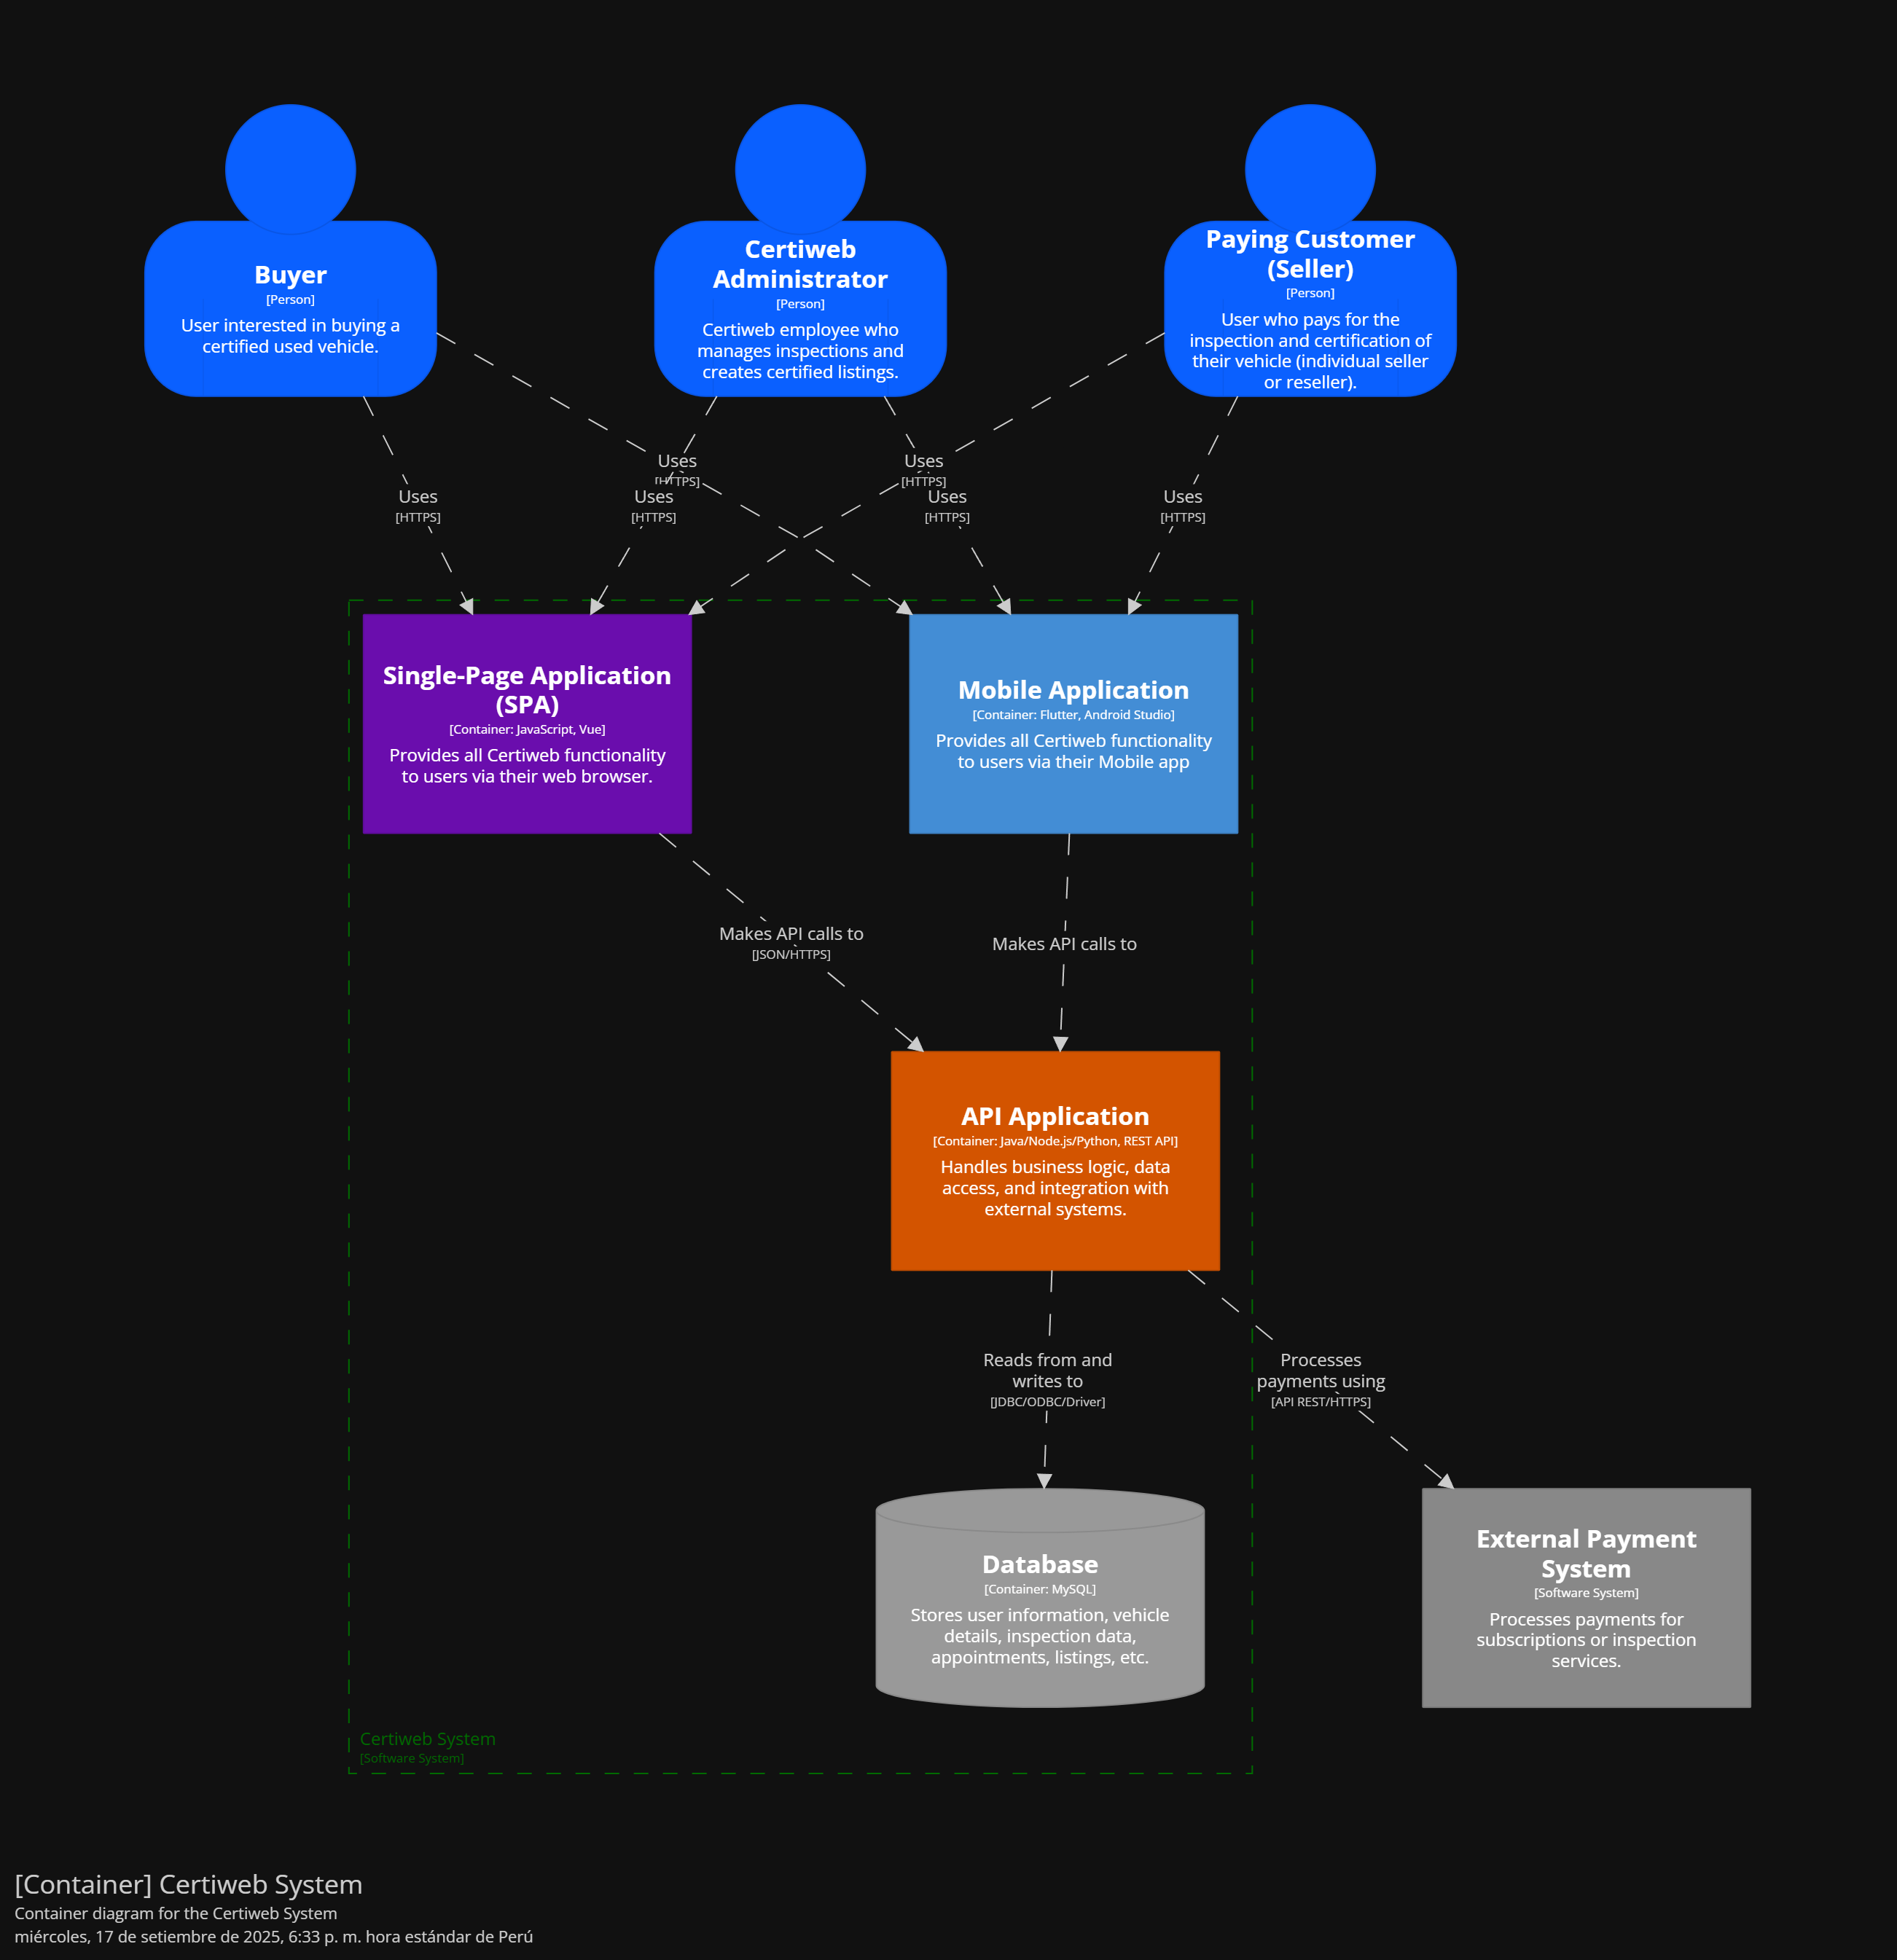 Buyer
[Person]
User interested in buying a
certified used vehicle.
Certiweb
Administrator
[Person]
Certiweb employee who
manages inspections and
creates certified listings.
Paying Customer
(Seller)
[Person]
User who pays for the
inspection and certification of
their vehicle (individual seller
or reseller).
Uses
[HTTPS]
Uses
[HTTPS]
Uses
[HTTPS]
Uses
[HTTPS]
Uses
[HTTPS]
Uses
[HTTPS]
Single-Page Application
(SPA)
[Container: JavaScript, Vue]
Provides all Certiweb functionality
to users via their web browser.
Mobile Application
[Container: Flutter, Android Studio]
Provides all Certiweb functionality
to users via their Mobile app
Makes API calls to
[JSON/HTTPS]
Makes API calls to
API Application
[Container: Java/Node.js/Python, REST API]
Handles business logic, data
access, and integration with
external systems.
Reads from and
writes to
[JDBC/ODBC/Driver]
Processes
payments using
[API REST/HTTPS]
Database
[Container: MySQL]
Stores user information, vehicle
details, inspection data,
appointments, listings, etc.
External Payment
System
[Software System]
Processes payments for
subscriptions or inspection
services.
Certiweb System
[Software System]
[Container] Certiweb System
Container diagram for the Certiweb System
miércoles, 17 de setiembre de 2025, 6:33 p. m. hora estándar de Perú